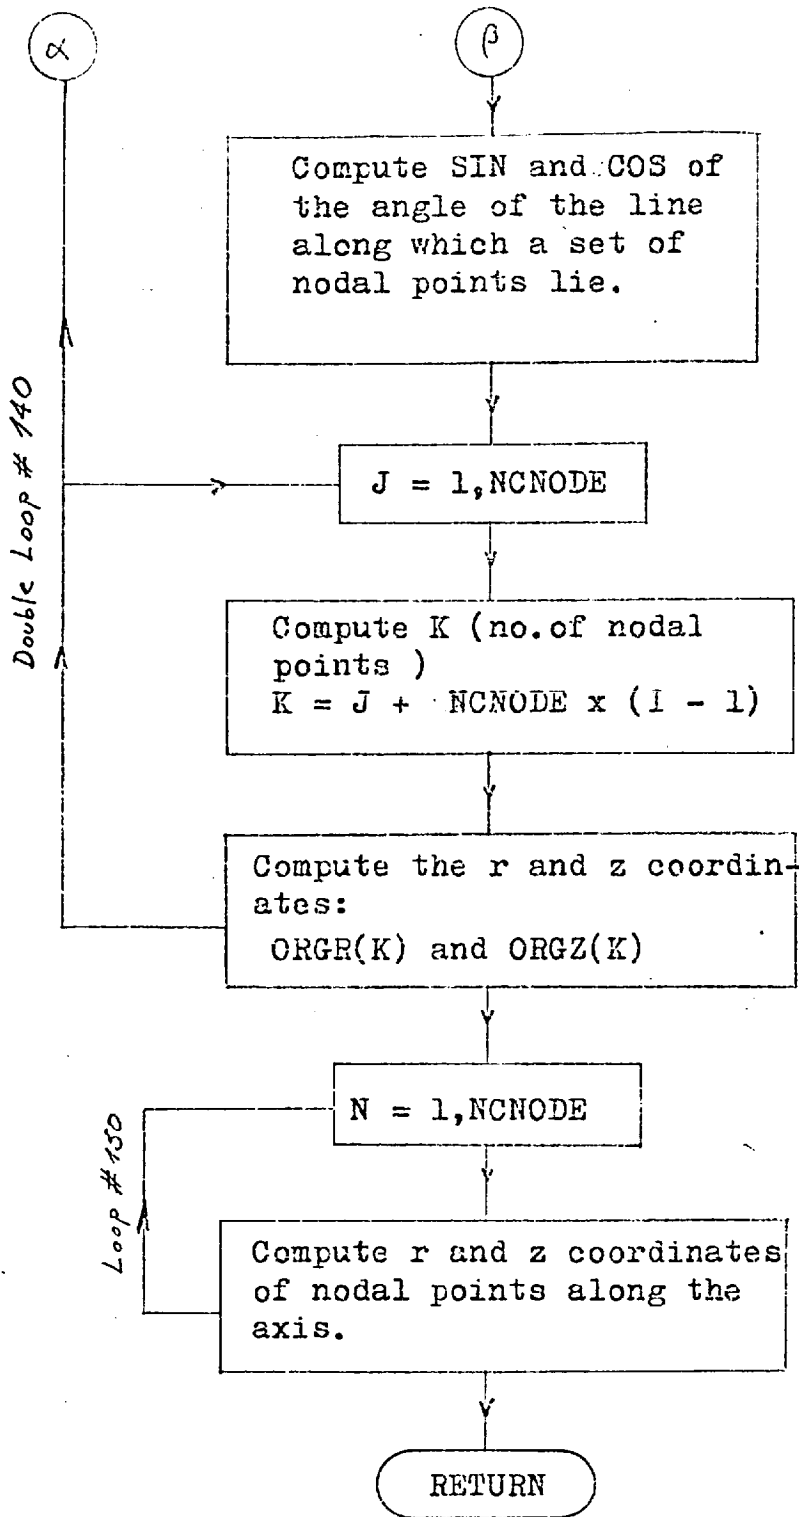 α
β
Compute SIN and COS of
the angle of the line
along which a set of
nodal points lie.
Double Loop # 140
J = 1,NCNODE
Compute K (no.of nodal
points )
K = J + NCNODE x (I - 1)
Compute the r and z coordin-
ates:
ORGR(K) and ORGZ(K)
N = 1,NCNODE
Loop #150
Compute r and z coordinates
of nodal points along the
axis.
RETURN